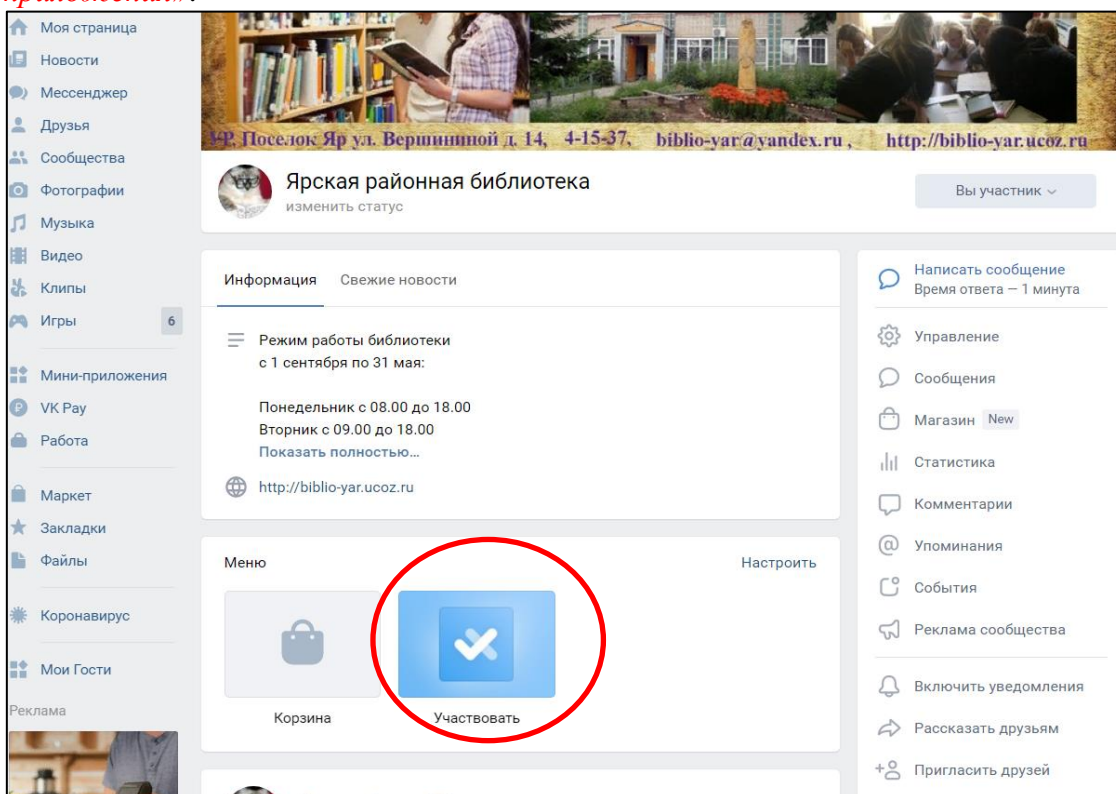 приложения».
Моя страница
Новости
Мессенджер
Друзья
Сообщества
Фотографии
Музыка
Видео
Клипы
Игры 6
Мини-приложения
VK Pay
Работа
Маркет
Закладки
Файлы
Коронавирус
Мои Гости
Реклама
УР, Поселок Яр ул. Вершининой д. 14, 4-15-37, biblio-yar@yandex.ru, http://biblio-yar.ucoz.ru
Ярская районная библиотека
изменить статус
Вы участник
Информация Свежие новости
Режим работы библиотеки
с 1 сентября по 31 мая:
Понедельник с 08.00 до 18.00
Вторник с 09.00 до 18.00
Показать полностью…
http://biblio-yar.ucoz.ru
Меню Настроить
Корзина Участвовать
Написать сообщение
Время ответа — 1 минута
Управление
Сообщения
Магазин New
Статистика
Комментарии
Упоминания
События
Реклама сообщества
Включить уведомления
Рассказать друзьям
Пригласить друзей